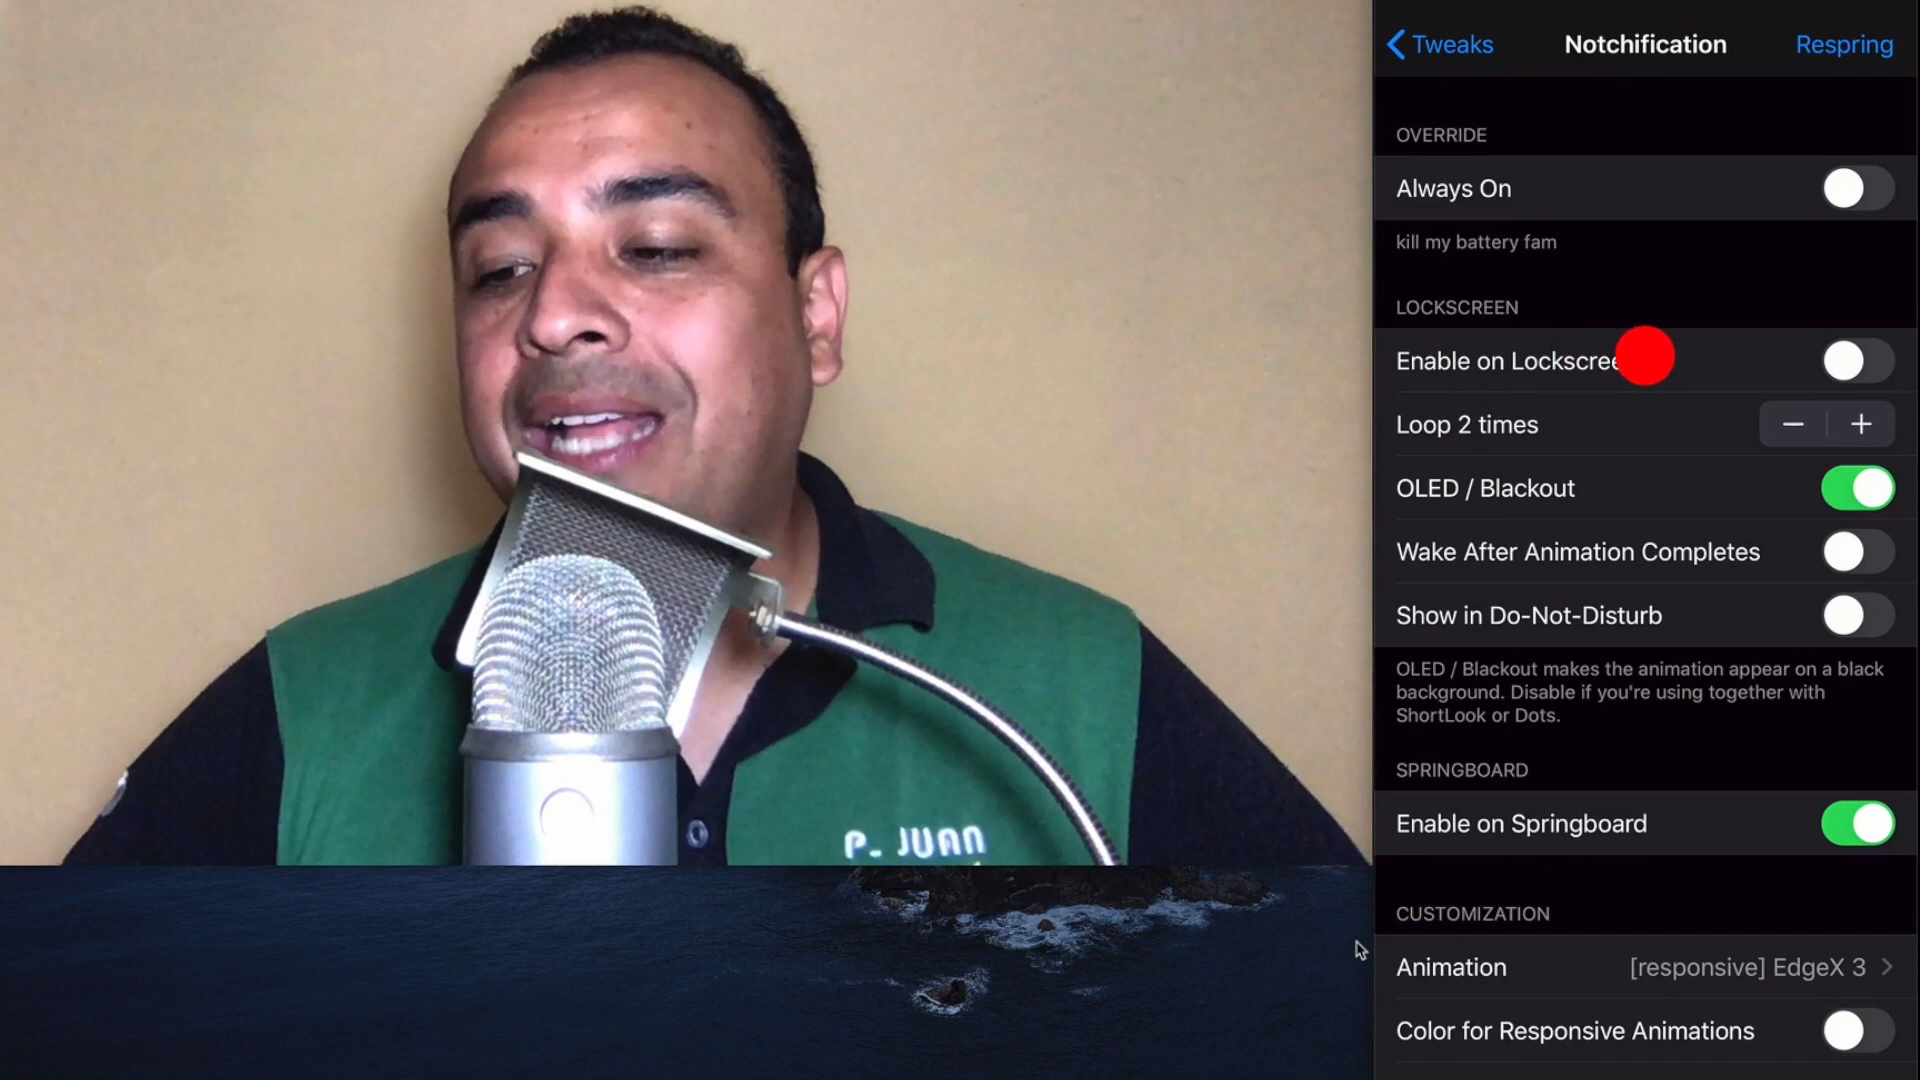 Tweaks Notchification Respring
OVERRIDE
Always On
kill my battery fam
LOCKSCREEN
Enable on Lockscree
Loop 2 times − +
OLED / Blackout
Wake After Animation Completes
Show in Do-Not-Disturb
OLED / Blackout makes the animation appear on a black
background. Disable if you're using together with
ShortLook or Dots.
SPRINGBOARD
Enable on Springboard
CUSTOMIZATION
Animation [responsive] EdgeX 3
Color for Responsive Animations
P. JUAN